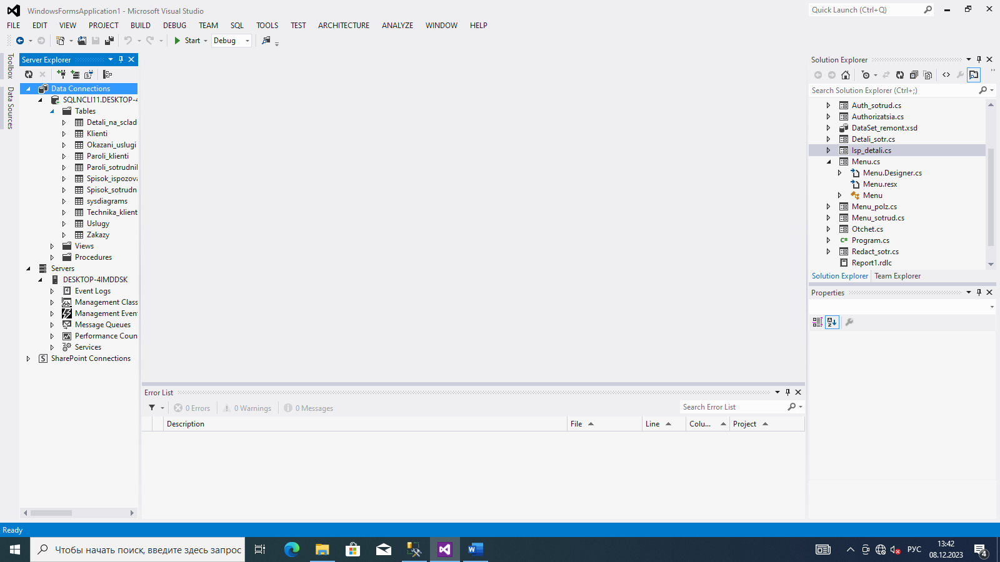 WindowsFormsApplication1 - Microsoft Visual Studio
Quick Launch (Ctrl+Q)
FILE EDIT VIEW PROJECT BUILD DEBUG TEAM SQL TOOLS TEST ARCHITECTURE ANALYZE WINDOW HELP
Start Debug
Toolbox
Data Sources
Server Explorer
Data Connections
SQLNCLI11.DESKTOP-4
Tables
Detali_na_sclad
Klienti
Okazani_uslugi
Paroli_klienti
Paroli_sotrudnil
Spisok_ispozova
Spisok_sotrudn
sysdiagrams
Technika_klient
Uslugy
Zakazy
Views
Procedures
Servers
DESKTOP-4IMDDSK
Event Logs
Management Class
Management Even
Message Queues
Performance Coun
Services
SharePoint Connections
Error List
0 Errors 0 Warnings 0 Messages
Search Error List
Description File Line Colu... Project
Solution Explorer
Search Solution Explorer (Ctrl+;)
Auth_sotrud.cs
Authorizatsia.cs
DataSet_remont.xsd
Detali_sotr.cs
Isp_detali.cs
Menu.cs
Menu.Designer.cs
Menu.resx
Menu
Menu_polz.cs
Menu_sotrud.cs
Otchet.cs
C# Program.cs
Redact_sotr.cs
Report1.rdlc
Solution Explorer Team Explorer
Properties
Ready
Чтобы начать поиск, введите здесь запрос
РУС
13:42
08.12.2023
4